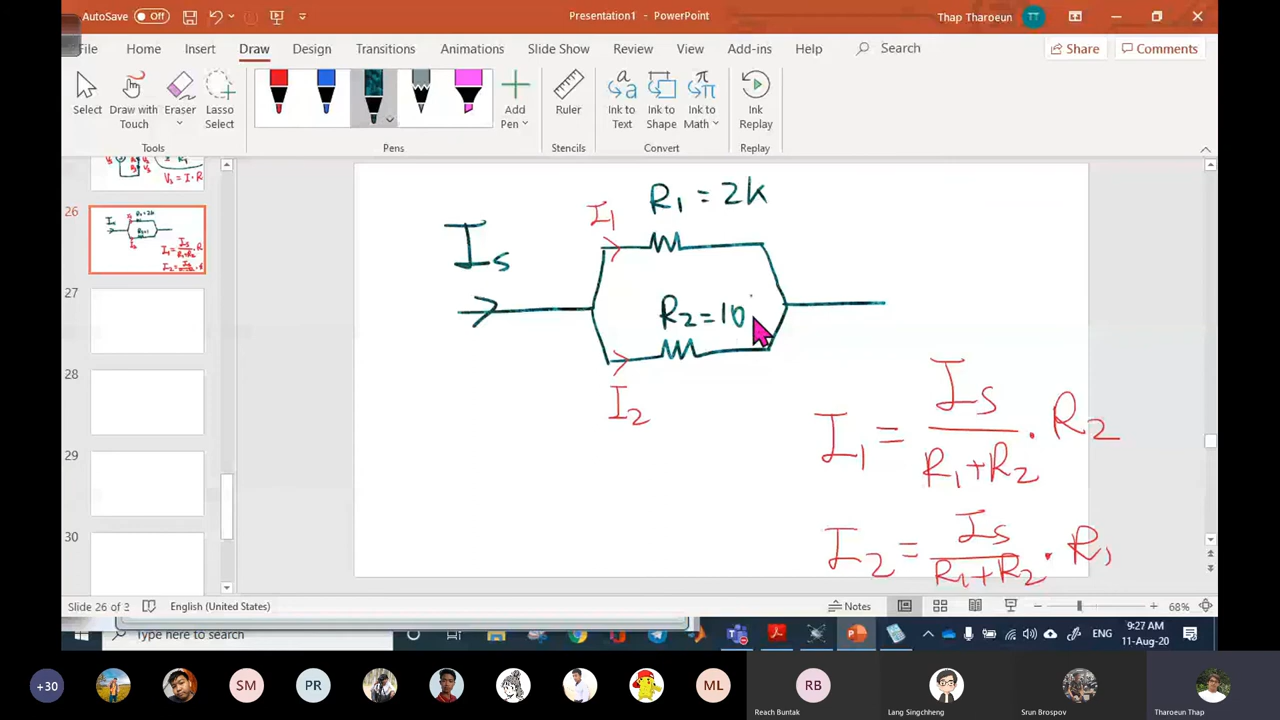 AutoSave Off
Presentation1 - PowerPoint
Thap Tharoeun TT
File Home Insert Draw Design Transitions Animations Slide Show Review View Add-ins Help Search Share Comments
Select
Draw with Touch
Eraser
Lasso Select
Add Pen
Ruler
Ink to Text
Ink to Shape
Ink to Math
Ink Replay
Tools
Pens
Stencils
Convert
Replay
26
27
28
29
30
R1 = 2k
I1
Is
R2 = 10
I2
I1 = Is / R1+R2 . R2
I2 = Is / R1+R2 . R1
Slide 26 of 3
English (United States)
Notes
68%
Type here to search
ENG
9:27 AM
11-Aug-20
+30
SM
PR
ML
RB
Reach Buntak
Lang Singchheng
Srun Brospov
Tharoeun Thap